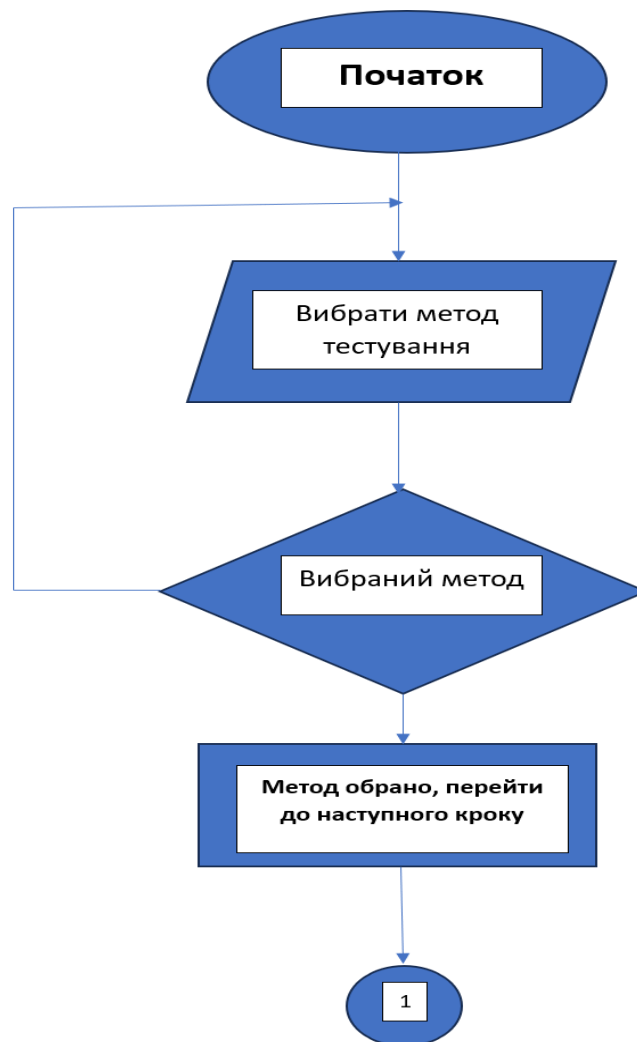 Початок
Вибрати метод
тестування
Вибраний метод
Метод обрано, перейти
до наступного кроку
1